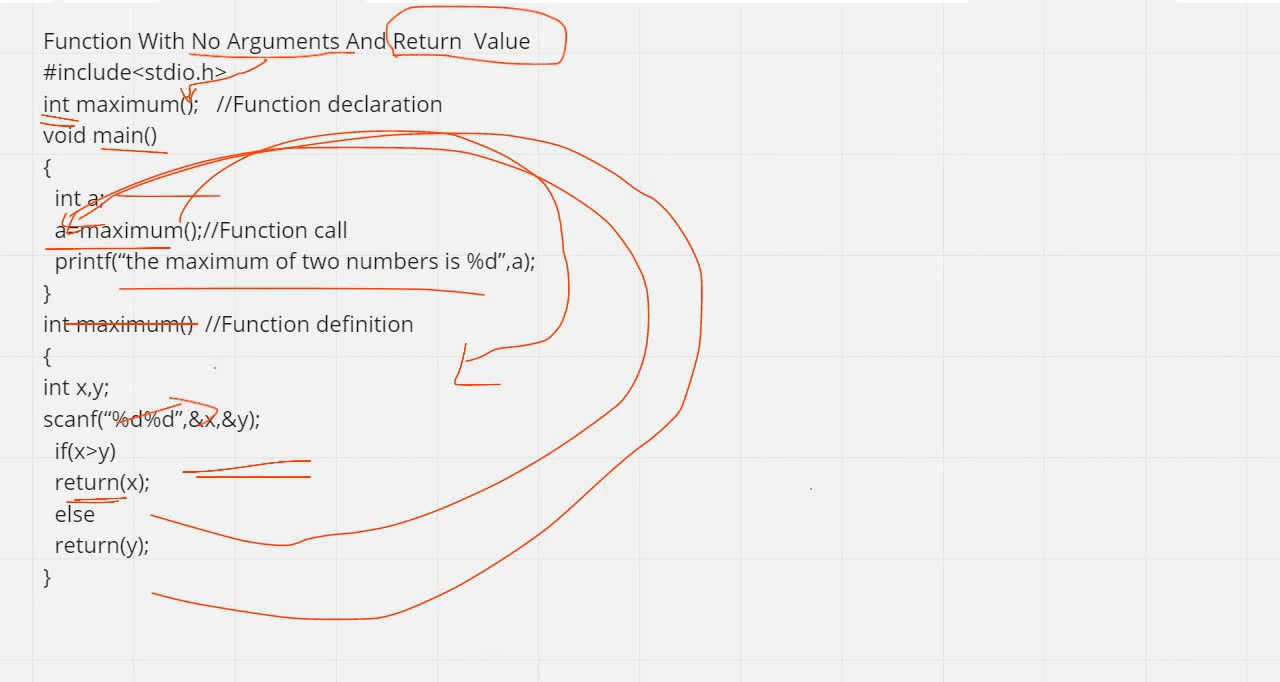 Function With No Arguments And Return Value
#include<stdio.h>
int maximum(); //Function declaration
void main()
{
int a;
a=maximum();//Function call
printf(“the maximum of two numbers is %d”,a);
}
int maximum() //Function definition
{
int x,y;
scanf(“%d%d”,&x,&y);
if(x>y)
return(x);
else
return(y);
}